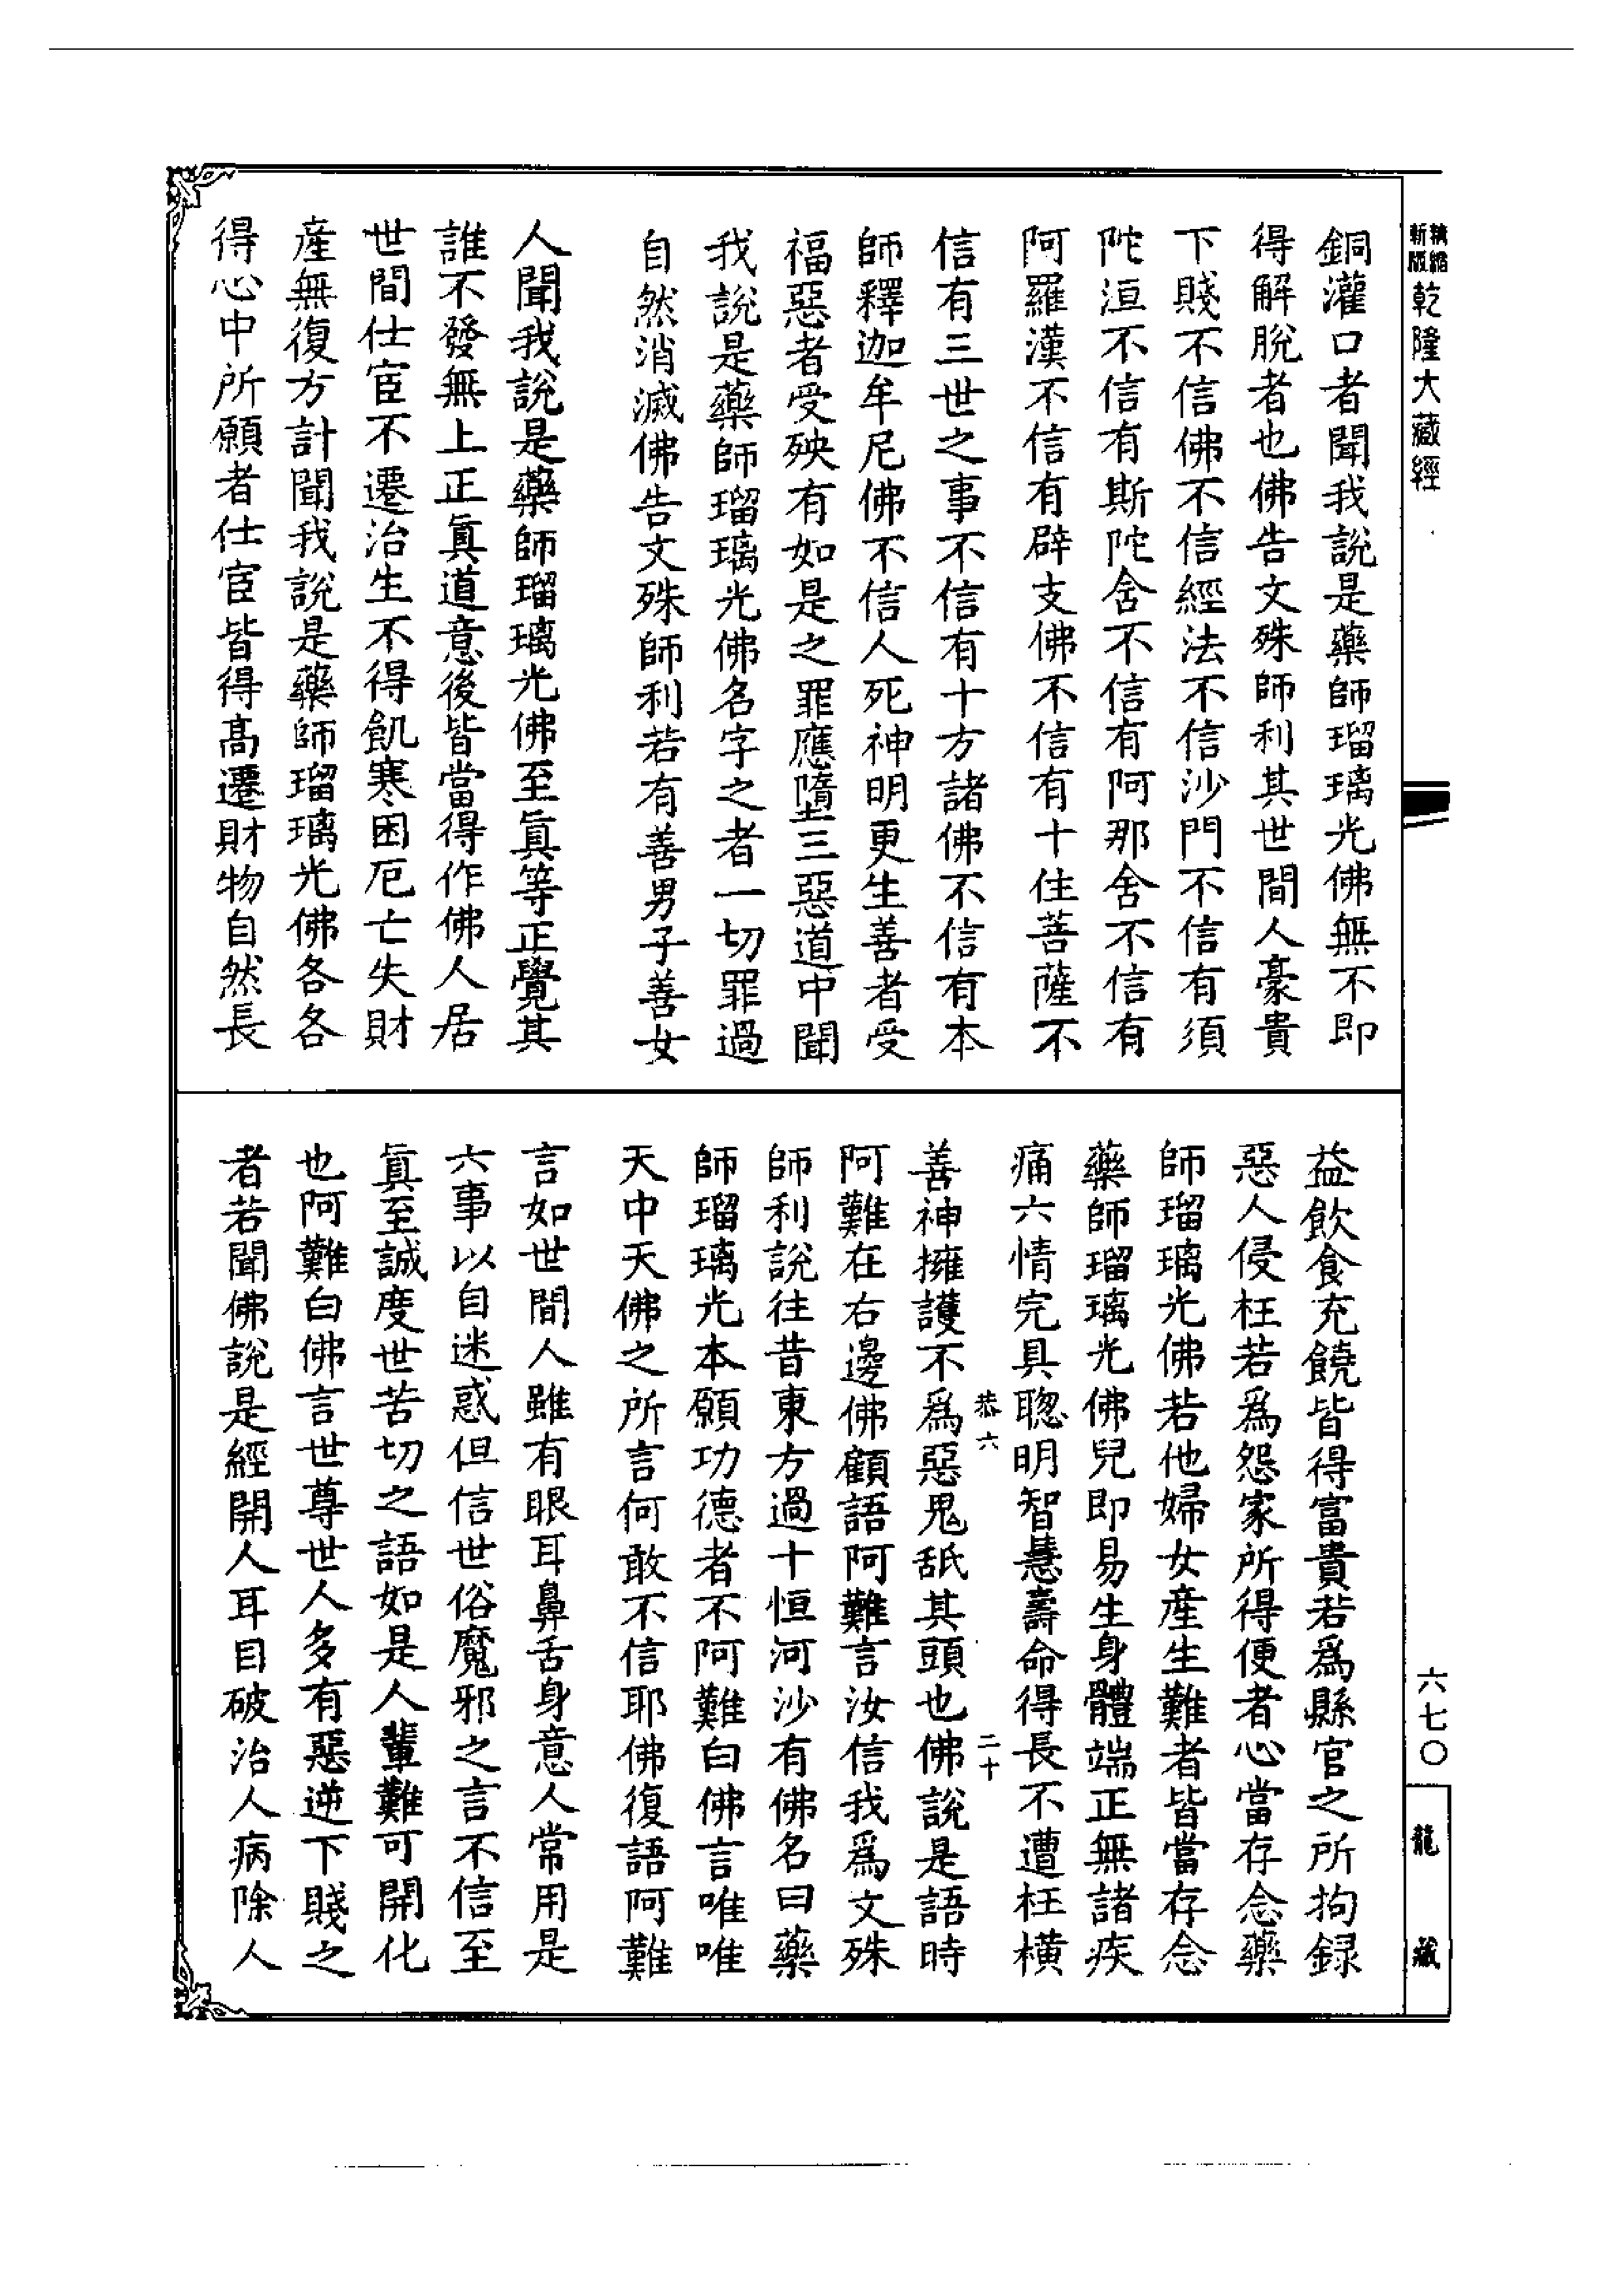 精縮
新版
乾隆大藏經
銅灌口者聞我說是藥師瑠璃光佛無不即
得解脫者也佛告文殊師利其世間人豪貴
下賤不信佛不信經法不信沙門不信有須
陀洹不信有斯陀舍不信有阿那舍不信有
阿羅漢不信有辟支佛不信有十住菩薩不
信有三世之事不信有十方諸佛不信有本
師釋迦牟尼佛不信人死神明更生善者受
福惡者受殃有如是之罪應墮三惡道中聞
我說是藥師瑠璃光佛名字之者一切罪過
自然消滅佛告文殊師利若有善男子善女
人聞我說是藥師瑠璃光佛至眞等正覺其
誰不發無上正眞道意後皆當得作佛人居
世間仕宦不遷治生不得飢寒困厄亡失財
產無復方計聞我說是藥師瑠璃光佛各各
得心中所願者仕宦皆得高遷財物自然長
益飲食充饒皆得富貴若爲縣官之所拘録
惡人侵枉若爲怨家所得便者心當存念藥
師瑠璃光佛若他婦女產生難者皆當存念
藥師瑠璃光佛兒即易生身體端正無諸疾
痛六情完具聰明智慧壽命得長不遭枉橫
恭六 二十
善神擁護不爲惡鬼舐其頭也佛說是語時
阿難在右邊佛顧語阿難言汝信我爲文殊
師利說往昔東方過十恒河沙有佛名曰藥
師瑠璃光本願功德者不阿難白佛言唯唯
天中天佛之所言何敢不信耶佛復語阿難
言如世間人雖有眼耳鼻舌身意人常用是
六事以自迷惑但信世俗魔邪之言不信至
眞至誠度世苦切之語如是人輩難可開化
也阿難白佛言世尊世人多有惡逆下賤之
者若聞佛說是經開人耳目破治人病除人
六七〇
龍藏